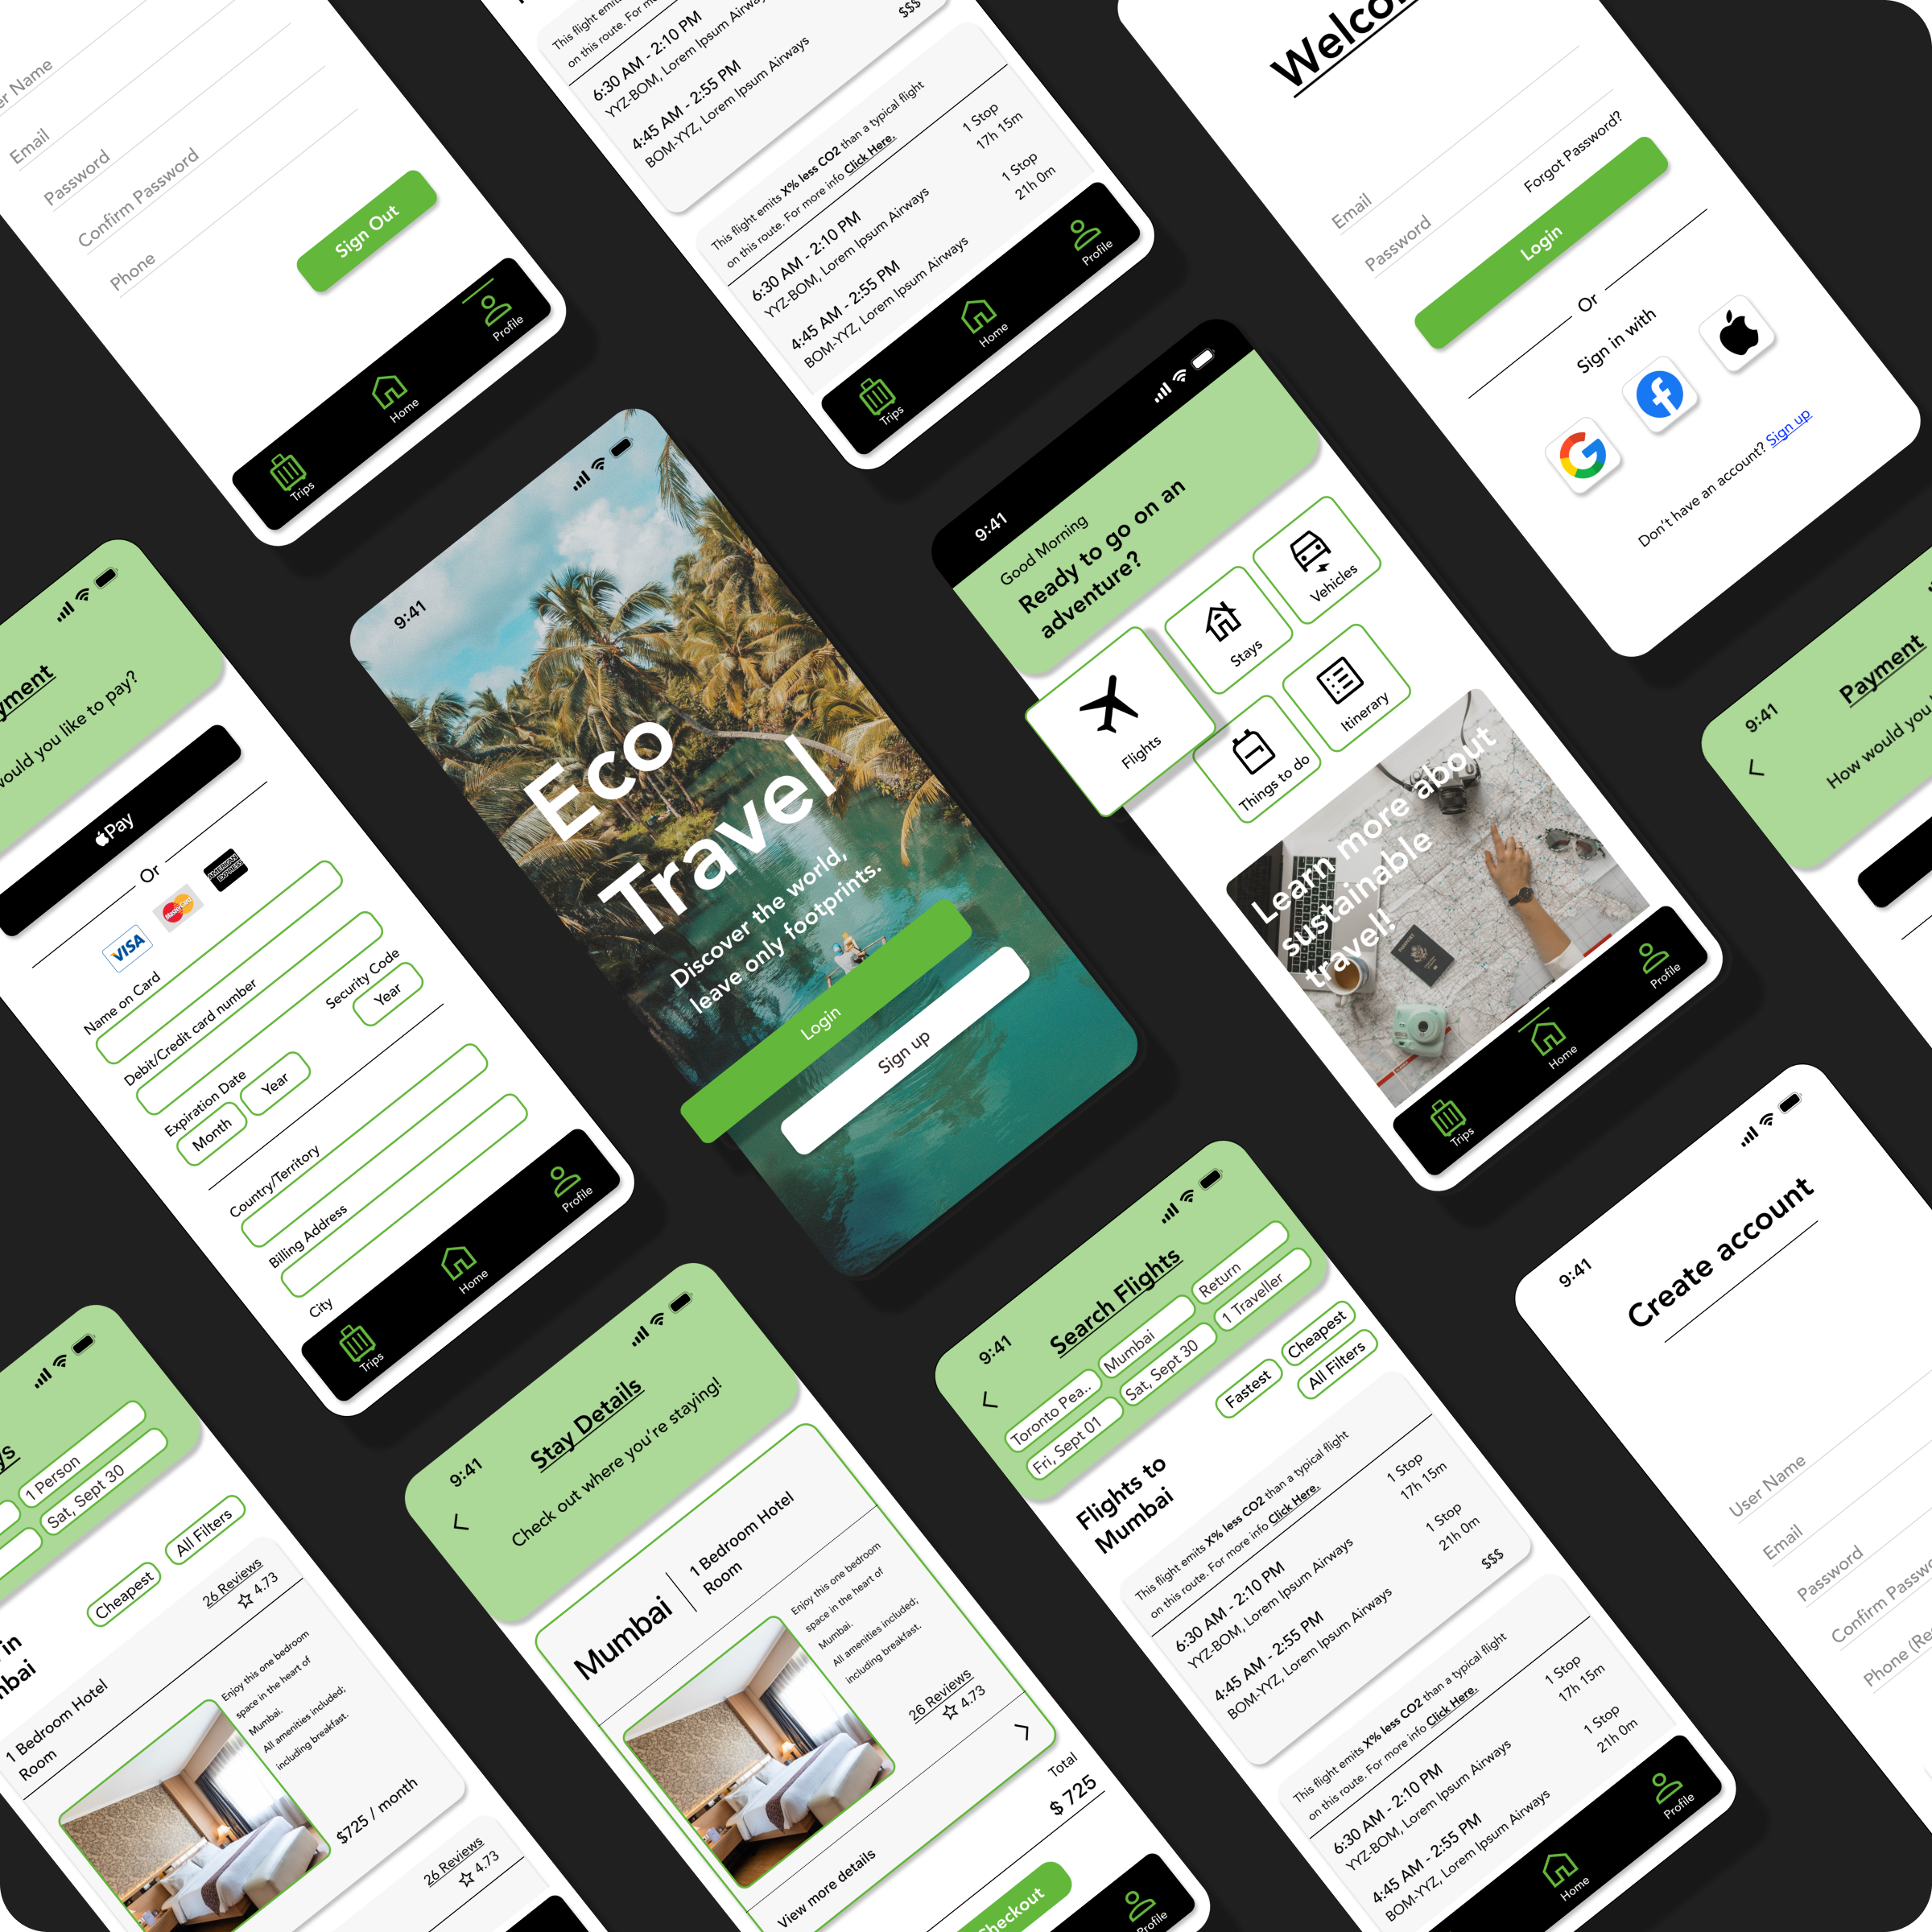 Email
Password
Confirm Password
Phone
Sign Out
Trips
Home
Profile
6:30 AM - 2:10 PM
YYZ-BOM, Lorem Ipsum Airways
4:45 AM - 2:55 PM
BOM-YYZ, Lorem Ipsum Airways
$$$
This flight emits X% less CO2 than a typical flight
on this route. For more info Click Here.
6:30 AM - 2:10 PM
1 Stop
YYZ-BOM, Lorem Ipsum Airways
17h 15m
4:45 AM - 2:55 PM
1 Stop
BOM-YYZ, Lorem Ipsum Airways
21h 0m
Trips
Home
Profile
Email
Password
Forgot Password?
Login
Or
Sign in with
Don't have an account? Sign up
would you like to pay?
Pay
Or
VISA
MasterCard
AMERICAN
EXPRESS
Name on Card
Debit/Credit card number
Security Code
Year
Expiration Date
Month
Year
Country/Territory
Billing Address
City
Trips
Home
Profile
9:41
Eco
Travel
Discover the world,
leave only footprints.
Login
Sign up
9:41
Good Morning
Ready to go on an
adventure?
Flights
Stays
Vehicles
Things to do
Itinerary
Learn more about
sustainable
travel!
Trips
Home
Profile
9:41
Payment
How would you
1 Person
Sat, Sept 30
Cheapest
All Filters
in
26 Reviews
4.73
1 Bedroom Hotel
Room
Enjoy this one bedroom
space in the heart of
Mumbai.
All amenities included;
including breakfast.
$725 / month
26 Reviews
4.73
9:41
Stay Details
Check out where you're staying!
Mumbai
1 Bedroom Hotel
Room
Enjoy this one bedroom
space in the heart of
Mumbai.
All amenities included;
including breakfast.
26 Reviews
4.73
View more details
Total
$ 725
Checkout
Profile
9:41
Search Flights
Toronto Pea..
Mumbai
Return
Fri, Sept 01
Sat, Sept 30
1 Traveller
Fastest
Cheapest
All Filters
Flights to
Mumbai
This flight emits X% less CO2 than a typical flight
on this route. For more info Click Here.
6:30 AM - 2:10 PM
1 Stop
YYZ-BOM, Lorem Ipsum Airways
17h 15m
4:45 AM - 2:55 PM
1 Stop
BOM-YYZ, Lorem Ipsum Airways
21h 0m
$$$
This flight emits X% less CO2 than a typical flight
on this route. For more info Click Here.
6:30 AM - 2:10 PM
1 Stop
YYZ-BOM, Lorem Ipsum Airways
17h 15m
4:45 AM - 2:55 PM
1 Stop
BOM-YYZ, Lorem Ipsum Airways
21h 0m
Home
Profile
9:41
Create account
User Name
Email
Password
Confirm Passwo
Phone (Re